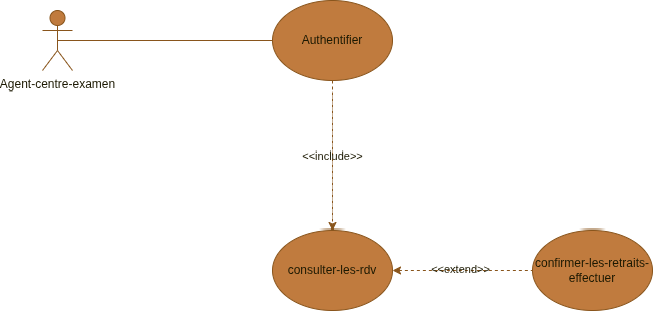 Authentifier
Agent-centre-examen
<<include>>
consulter-les-rdv
<<extend>>
confirmer-les-retraits-
effectuer